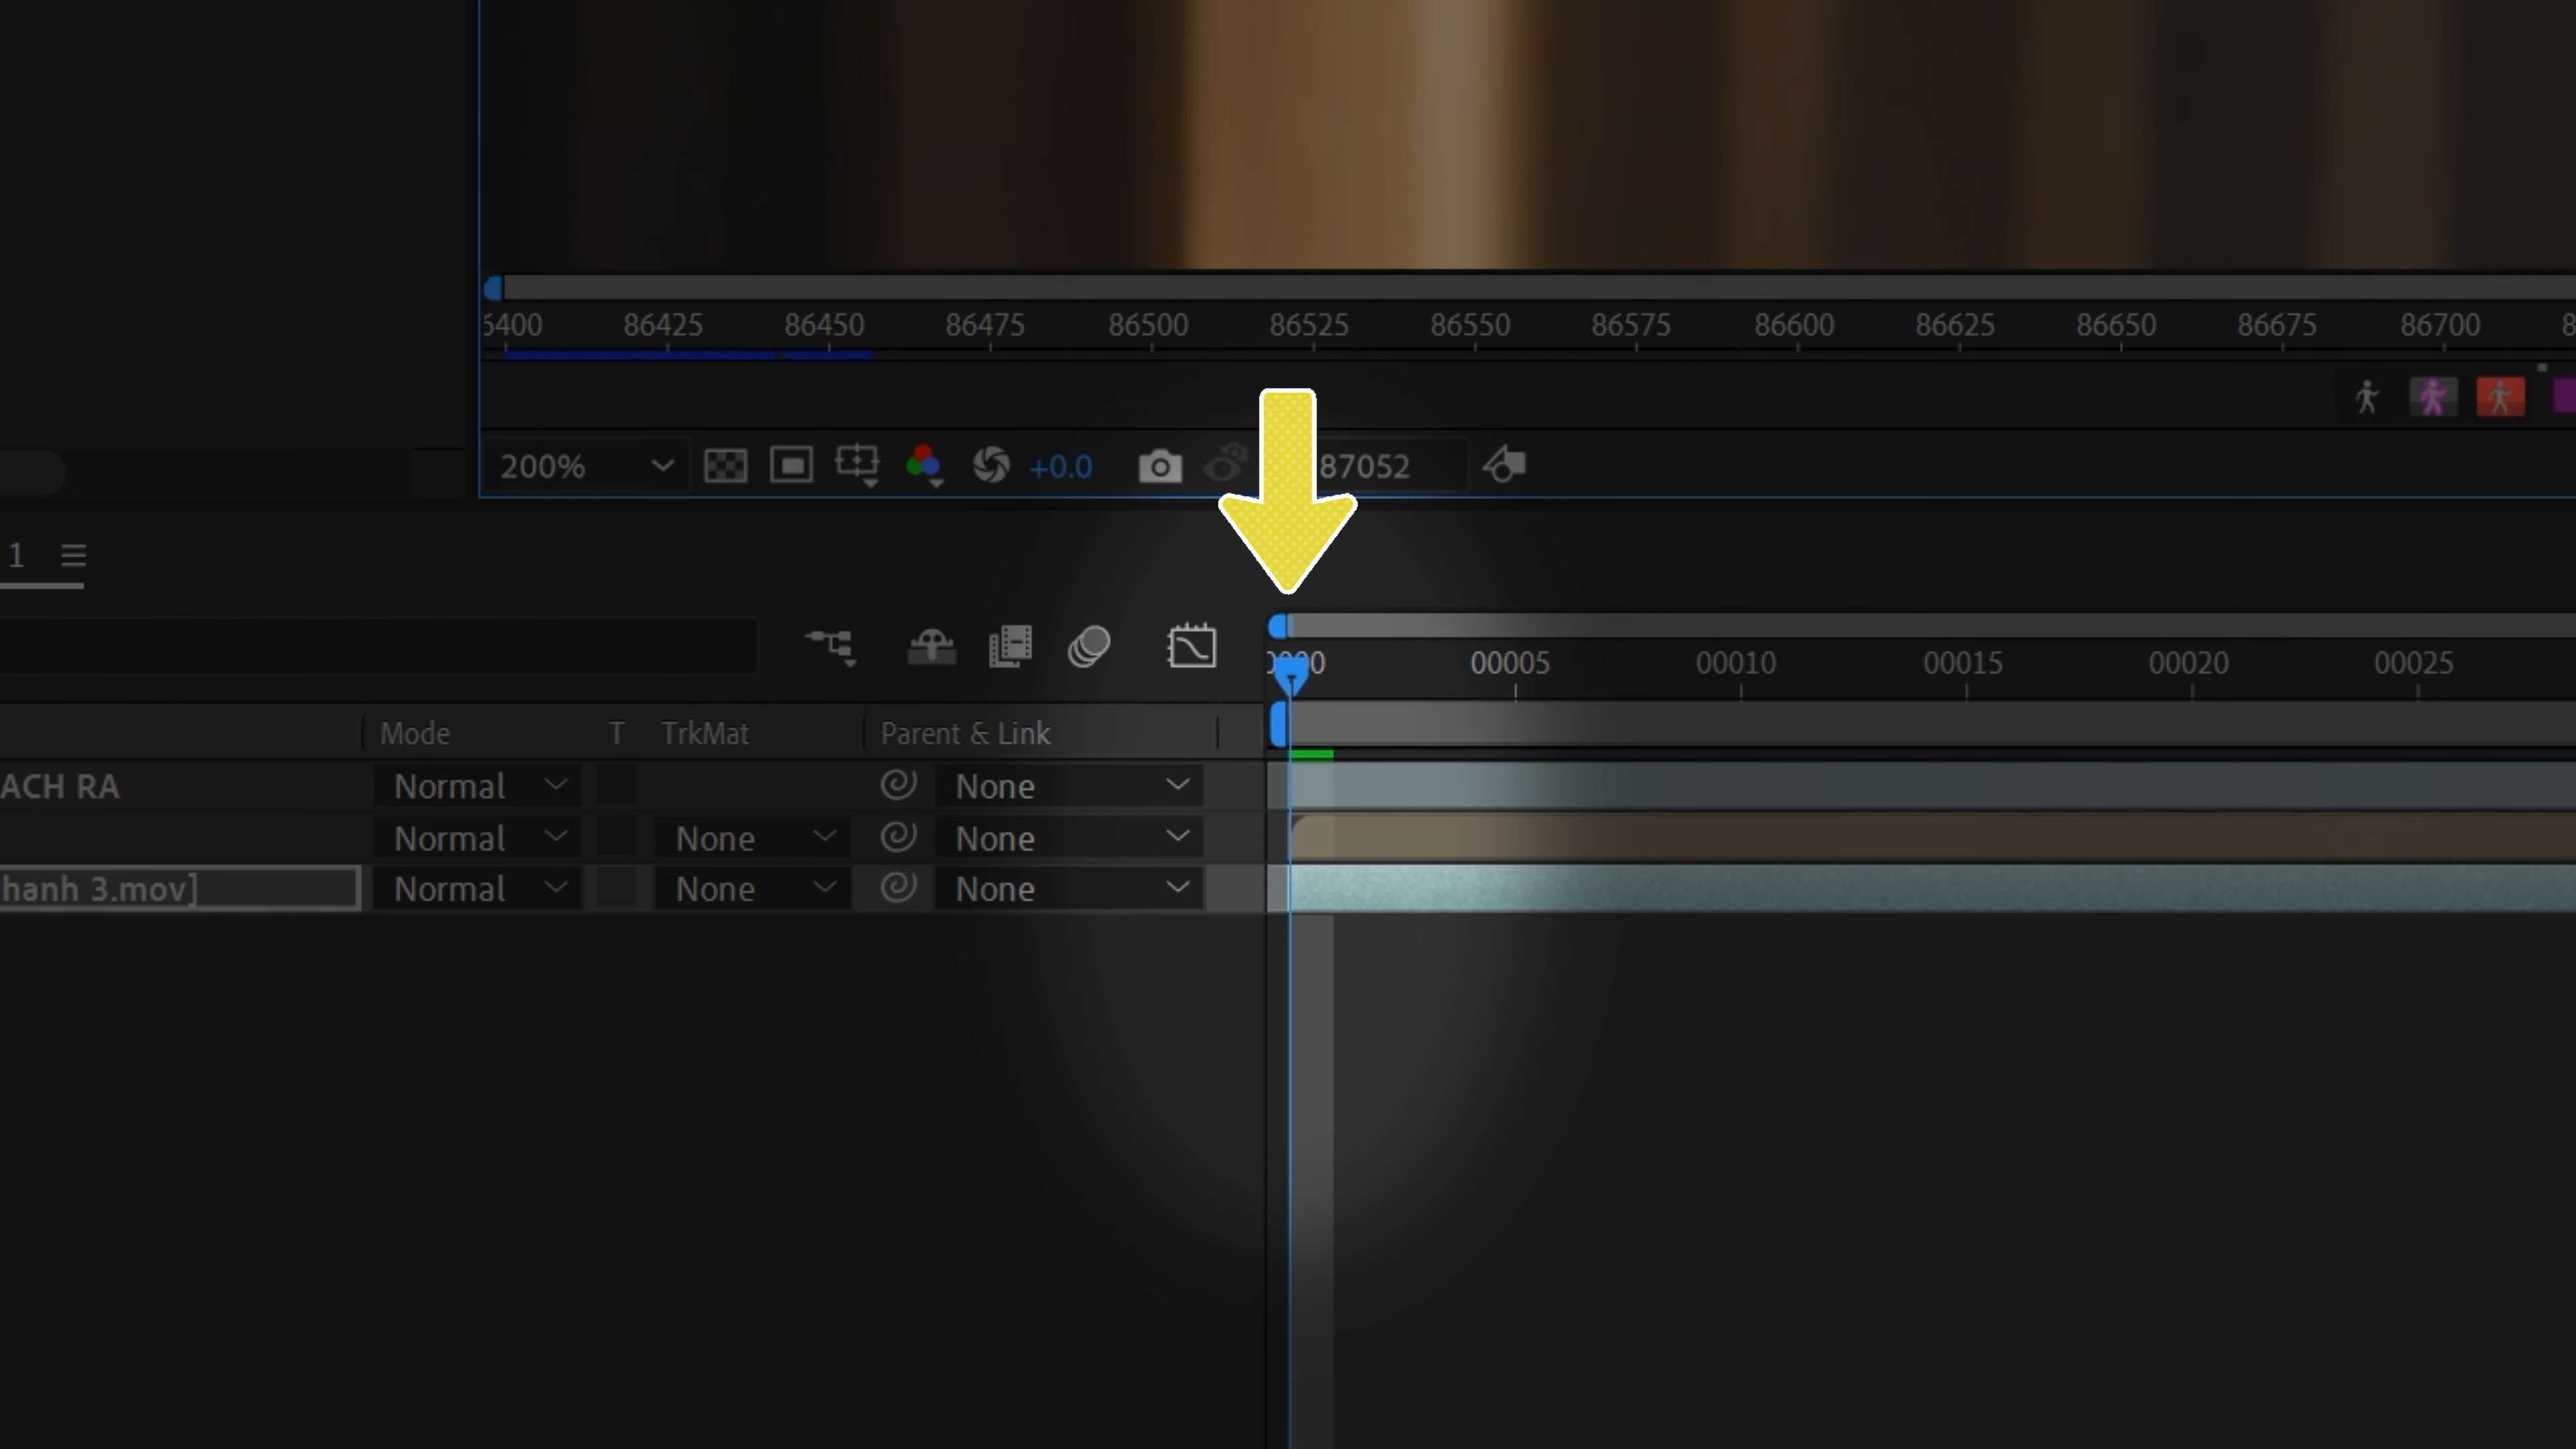 6400 86425 86450 86475 86500 86525 86550 86575 86600 86625 86650 86675 86700
200% +0.0 87052
1
00005 00010 00015 00020 00025
Mode T TrkMat Parent & Link
ACH RA Normal None
Normal None None
hanh 3.mov] Normal None None